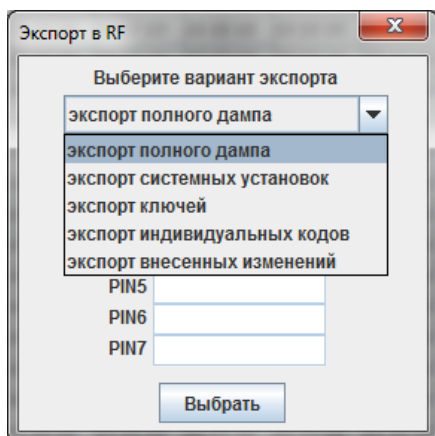 Экспорт в RF
Выберите вариант экспорта
экспорт полного дампа
экспорт полного дампа
экспорт системных установок
экспорт ключей
экспорт индивидуальных кодов
экспорт внесенных изменений
PIN5
PIN6
PIN7
Выбрать